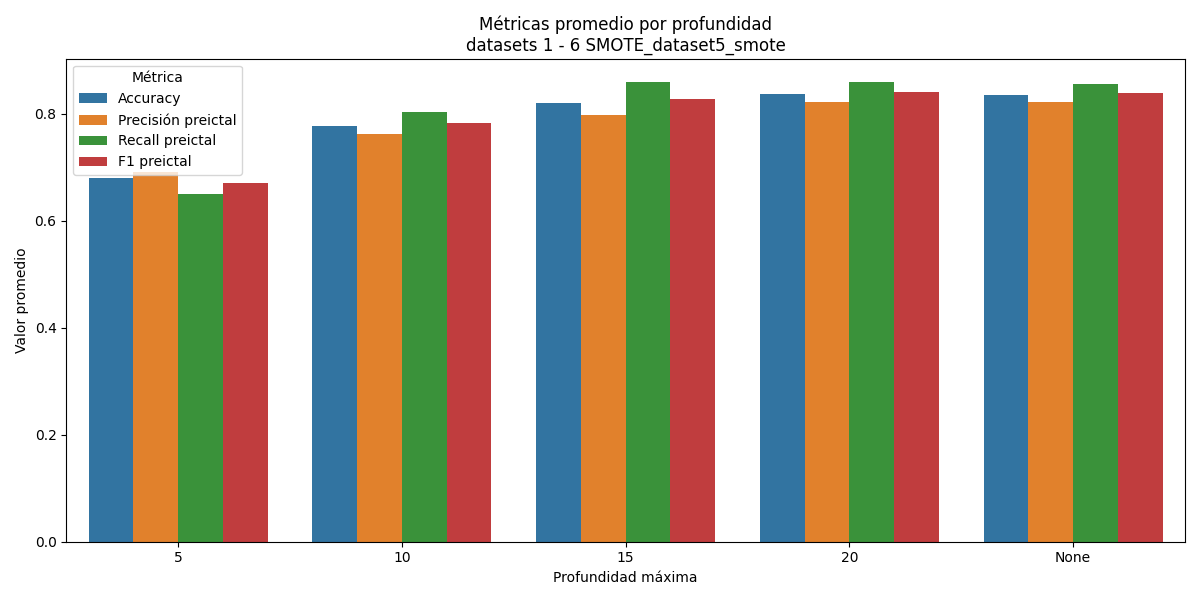 Métricas promedio por profundidad
datasets 1 - 6 SMOTE_dataset5_smote
Métrica
Accuracy
Precisión preictal
Recall preictal
F1 preictal
Valor promedio
0.8
0.6
0.4
0.2
0.0
5 10 15 20 None
Profundidad máxima